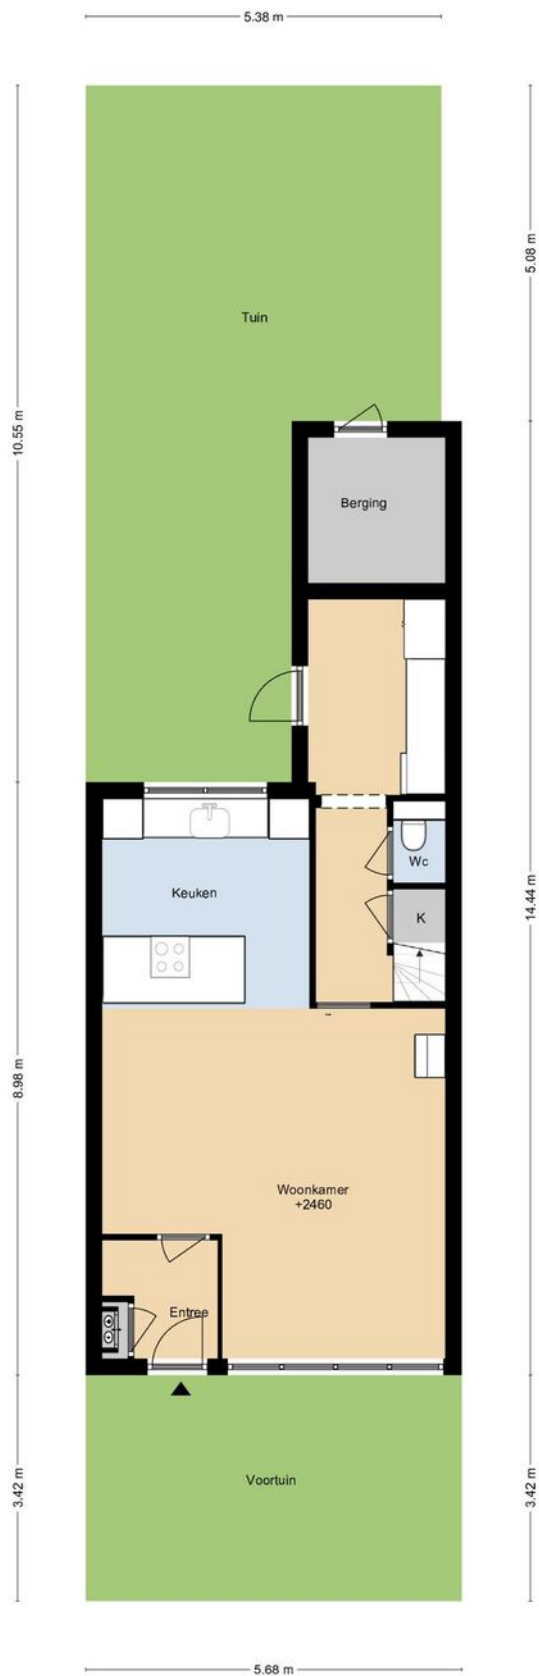 5.38 m
5.08 m
Tuin
10.55 m
Berging
Wc
Keuken
K
14.44 m
8.98 m
Woonkamer
+2460
Entree
Voortuin
3.42 m
3.42 m
5.68 m